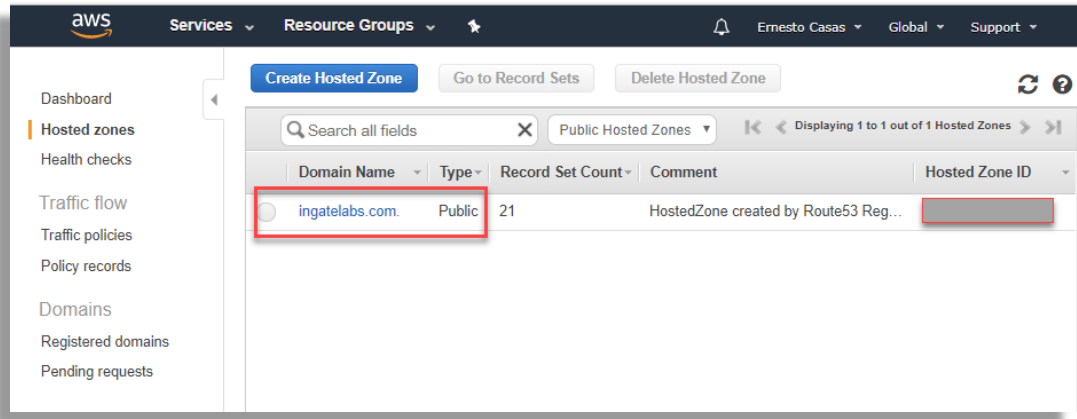 aws Services Resource Groups Ernesto Casas Global Support
Create Hosted Zone Go to Record Sets Delete Hosted Zone
Dashboard
Hosted zones
Health checks
Traffic flow
Traffic policies
Policy records
Domains
Registered domains
Pending requests
Search all fields Public Hosted Zones Displaying 1 to 1 out of 1 Hosted Zones
Domain Name Type Record Set Count Comment Hosted Zone ID
ingatelabs.com. Public 21 HostedZone created by Route53 Reg...